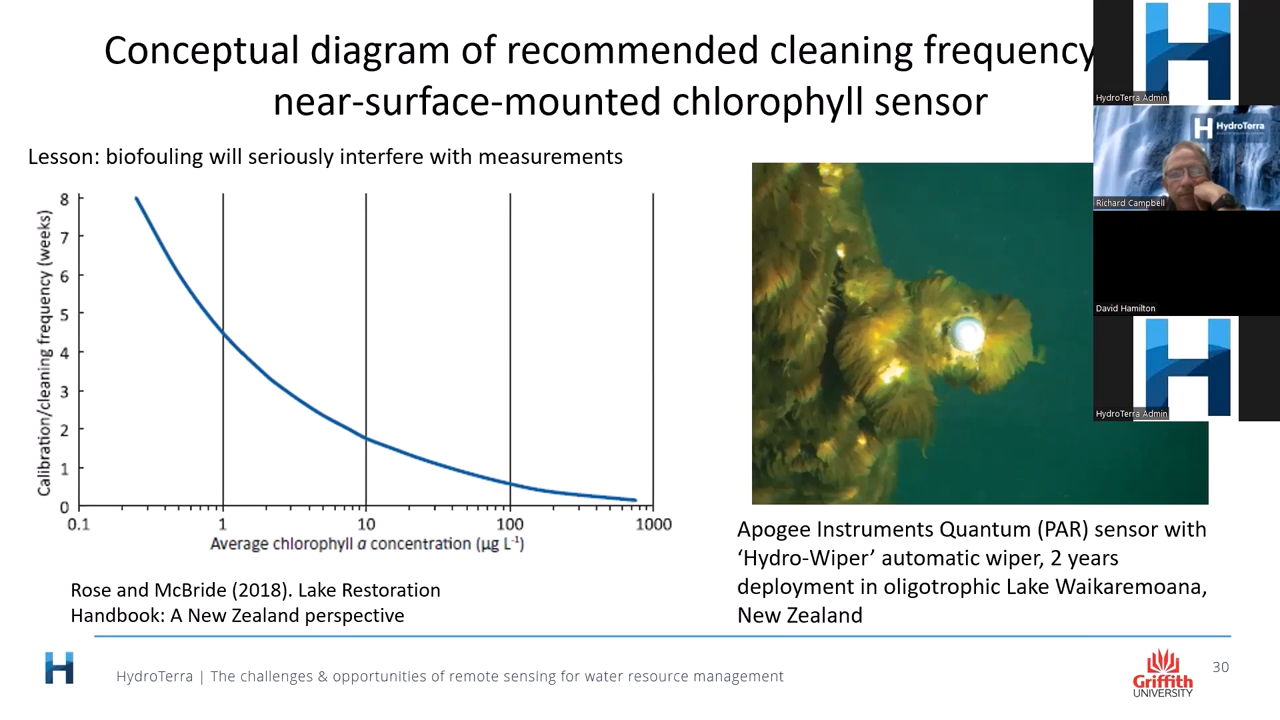 Conceptual diagram of recommended cleaning frequency
near-surface-mounted chlorophyll sensor
HydroTerra Admin
HydroTerra
Richard Campbell
David Hamilton
HydroTerra Admin
Lesson: biofouling will seriously interfere with measurements
Calibration/cleaning frequency (weeks)
8
7
6
5
4
3
2
1
0
0.1 1 10 100 1000
Average chlorophyll a concentration (µg L⁻¹)
Rose and McBride (2018). Lake Restoration
Handbook: A New Zealand perspective
Apogee Instruments Quantum (PAR) sensor with
‘Hydro-Wiper’ automatic wiper, 2 years
deployment in oligotrophic Lake Waikaremoana,
New Zealand
HydroTerra | The challenges & opportunities of remote sensing for water resource management
Griffith
UNIVERSITY
30